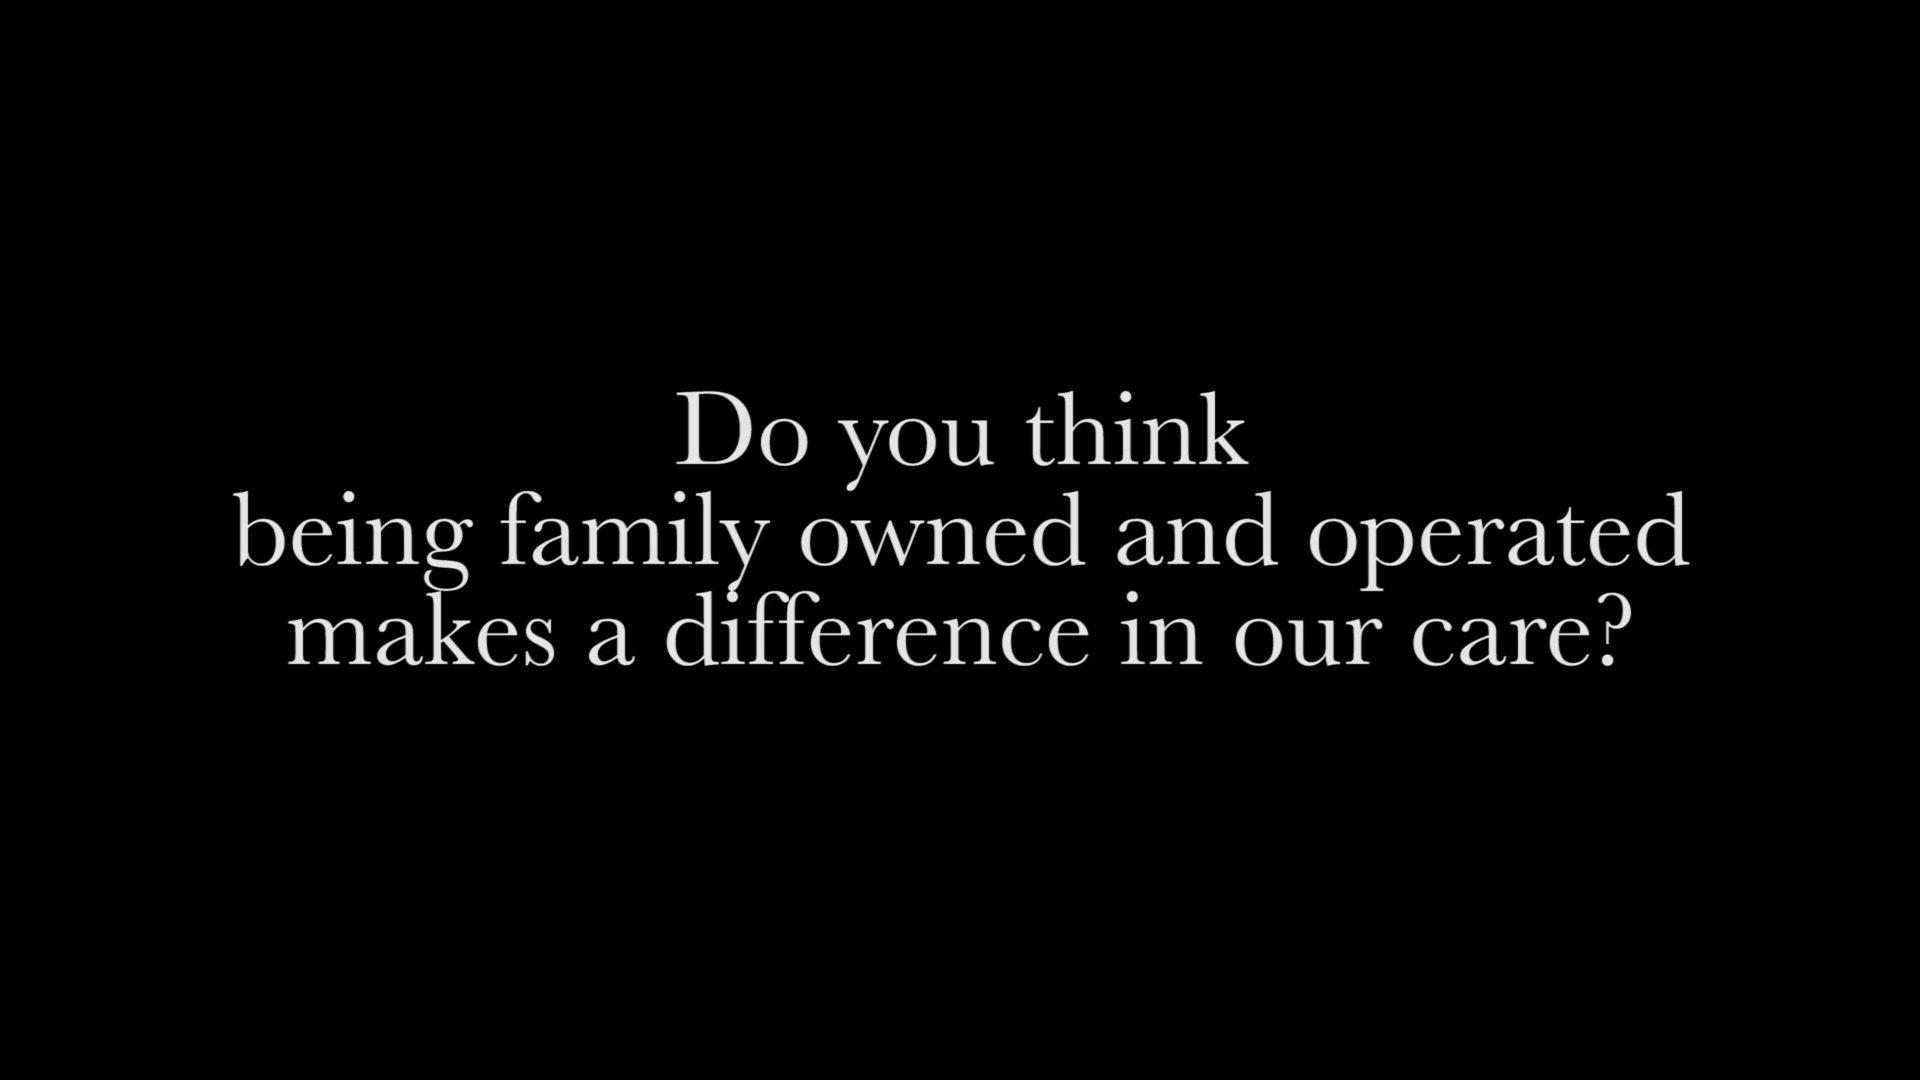 Do you think
being family owned and operated
makes a difference in our care?